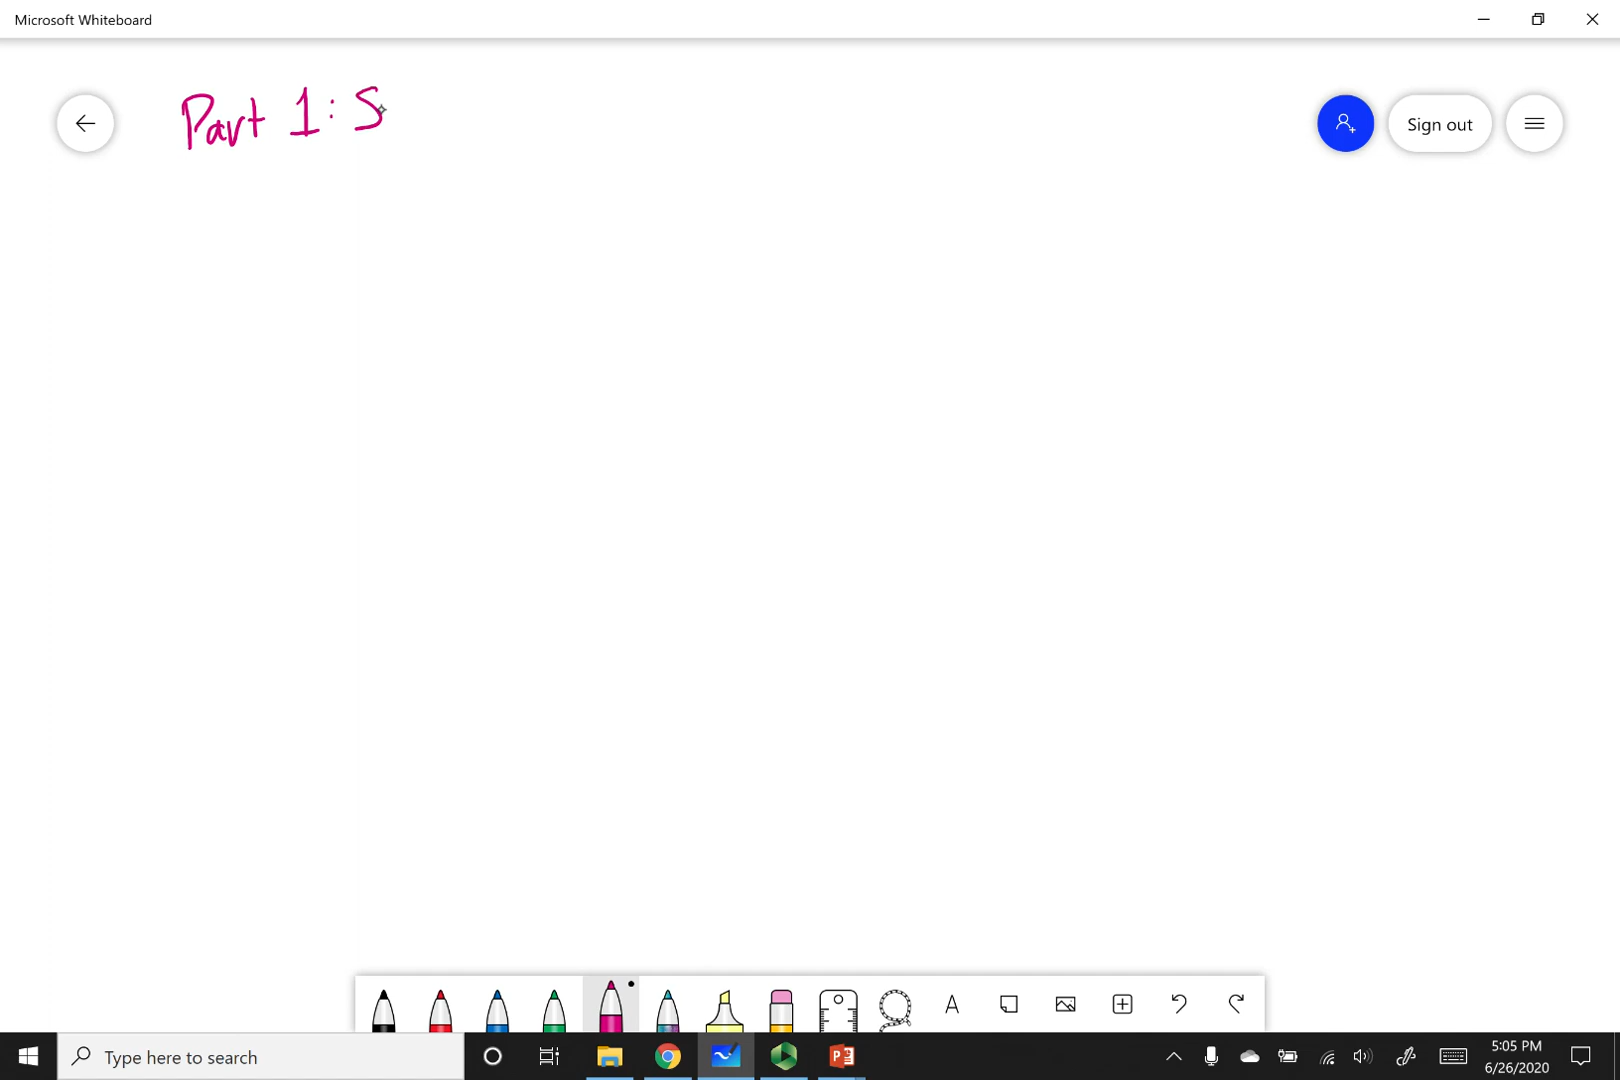 Microsoft Whiteboard
Part 1: S
Sign out
A
Type here to search
5:05 PM
6/26/2020